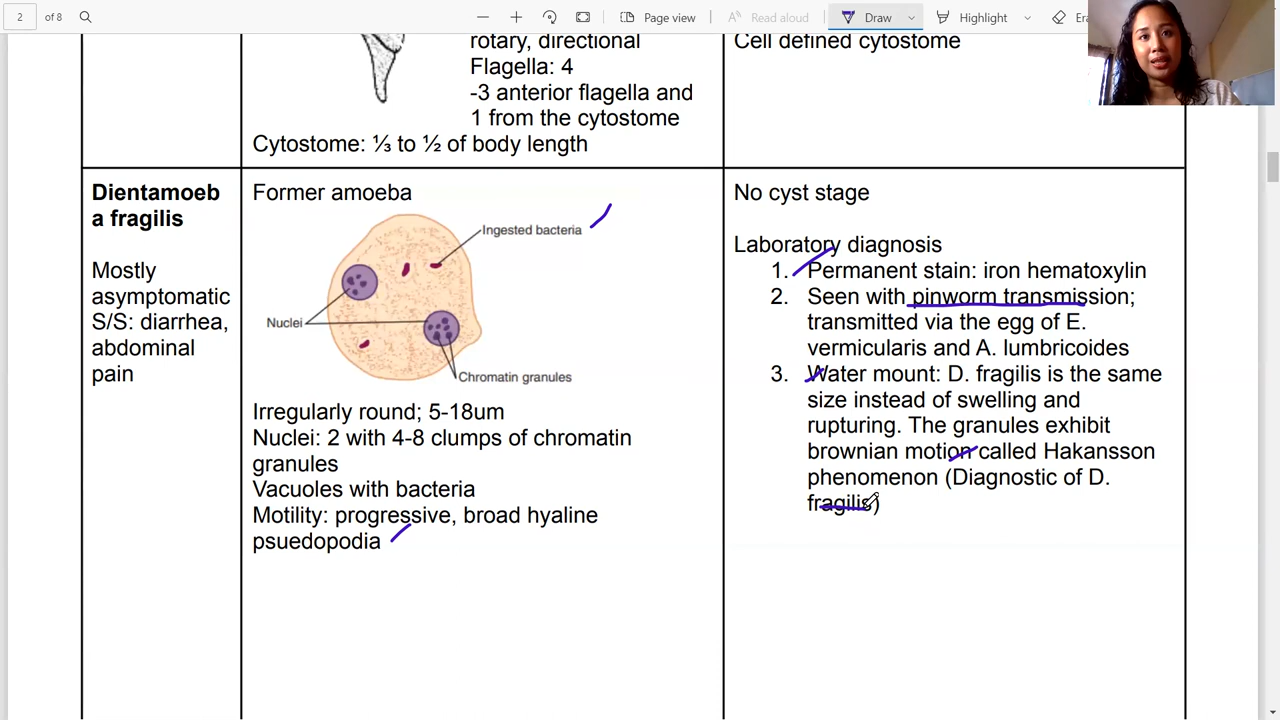 2 of 8 Page view Read aloud Draw Highlight
rotary, directional
Flagella: 4
-3 anterior flagella and
1 from the cytostome
Cytostome: ⅓ to ½ of body length
Cell defined cytostome
Dientamoeb
a fragilis
Mostly
asymptomatic
S/S: diarrhea,
abdominal
pain
Former amoeba
Ingested bacteria
Nuclei
Chromatin granules
Irregularly round; 5-18um
Nuclei: 2 with 4-8 clumps of chromatin
granules
Vacuoles with bacteria
Motility: progressive, broad hyaline
psuedopodia
No cyst stage
Laboratory diagnosis
1. Permanent stain: iron hematoxylin
2. Seen with pinworm transmission;
transmitted via the egg of E.
vermicularis and A. lumbricoides
3. Water mount: D. fragilis is the same
size instead of swelling and
rupturing. The granules exhibit
brownian motion called Hakansson
phenomenon (Diagnostic of D.
fragilis)